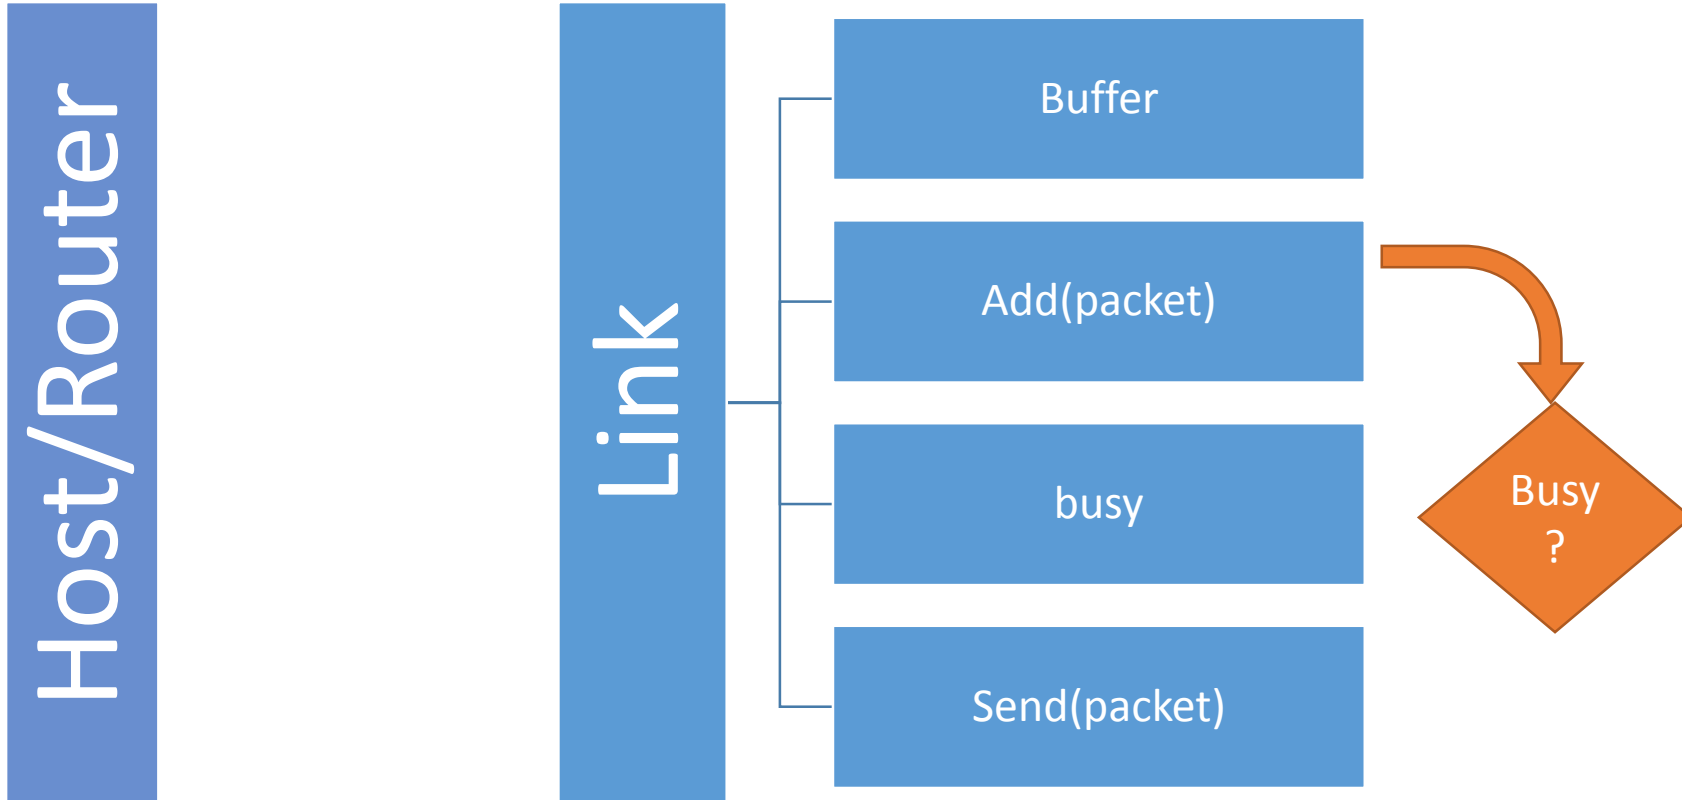 Host/Router
Link
Buffer
Add(packet)
busy
Send(packet)
Busy
?